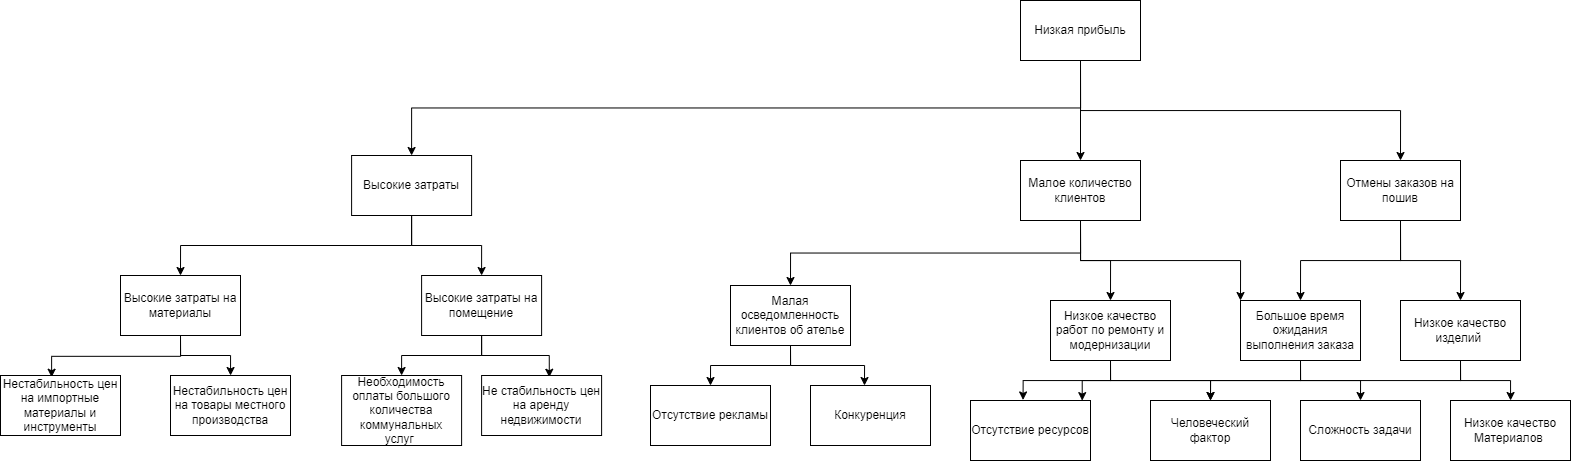 Низкая прибыль
Высокие затраты
Малое количество
клиентов
Отмены заказов на
пошив
Высокие затраты на
материалы
Высокие затраты на
помещение
Малая
осведомленность
клиентов об ателье
Низкое качество
работ по ремонту и
модернизации
Большое время
ожидания
выполнения заказа
Низкое качество
изделий
Нестабильность цен
на импортные
материалы и
инструменты
Нестабильность цен
на товары местного
производства
Необходимость
оплаты большого
количества
коммунальных
услуг
Не стабильность цен
на аренду
недвижимости
Отсутствие рекламы
Конкуренция
Отсутствие ресурсов
Человеческий
фактор
Сложность задачи
Низкое качество
Материалов